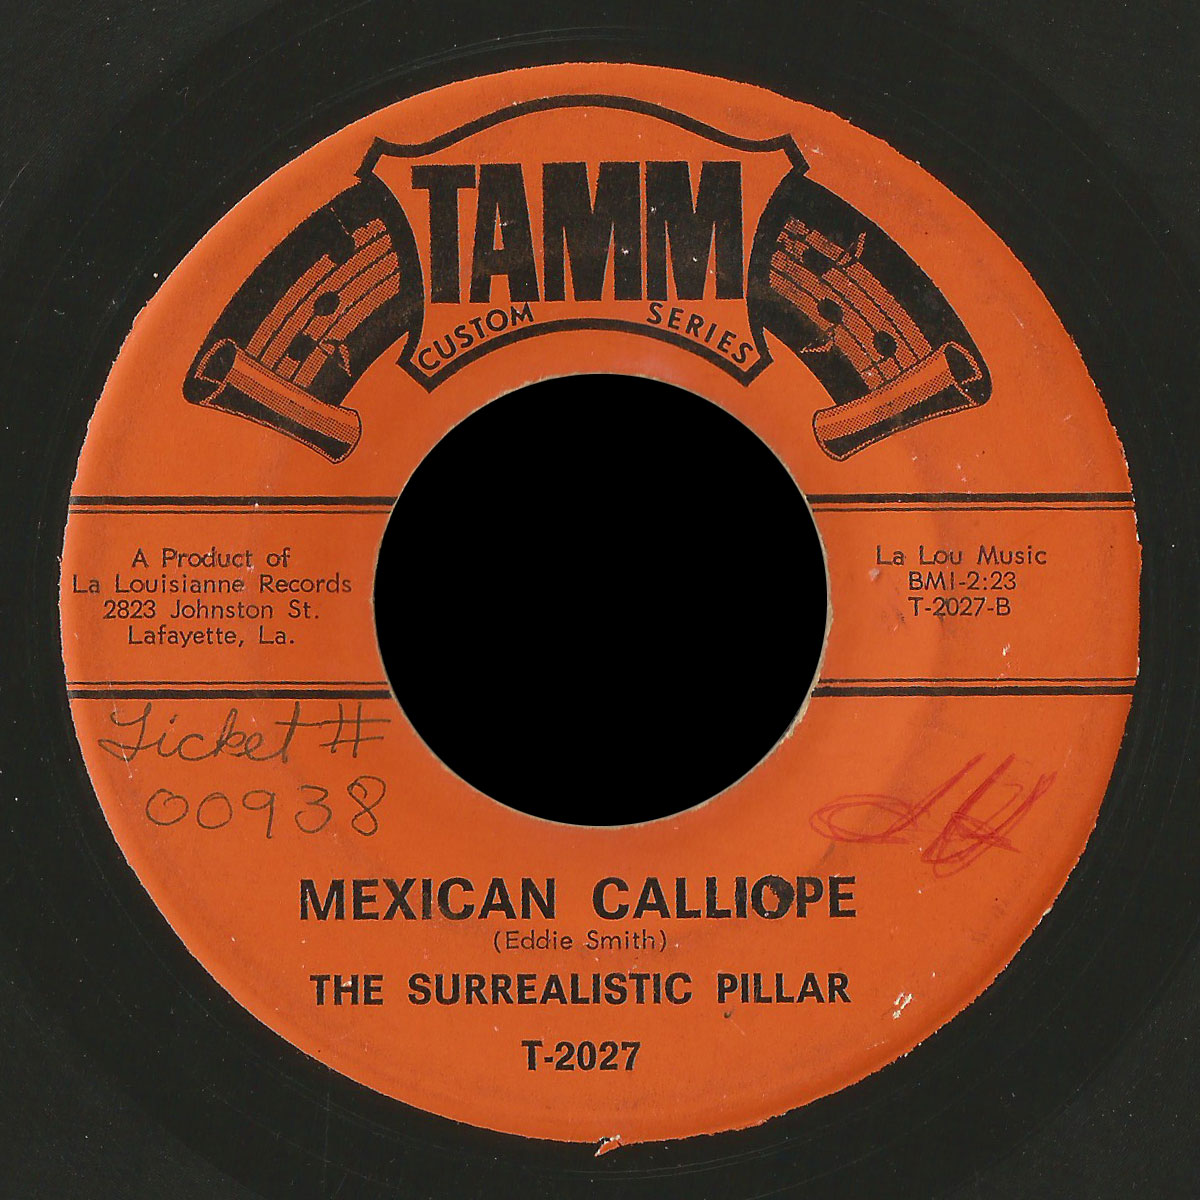 TAMM
CUSTOM SERIES
A Product of
La Louisianne Records
2823 Johnston St.
Lafayette, La.
La Lou Music
BMI-2:23
T-2027-B
Ticket #
00938
MEXICAN CALLIOPE
(Eddie Smith)
THE SURREALISTIC PILLAR
T-2027